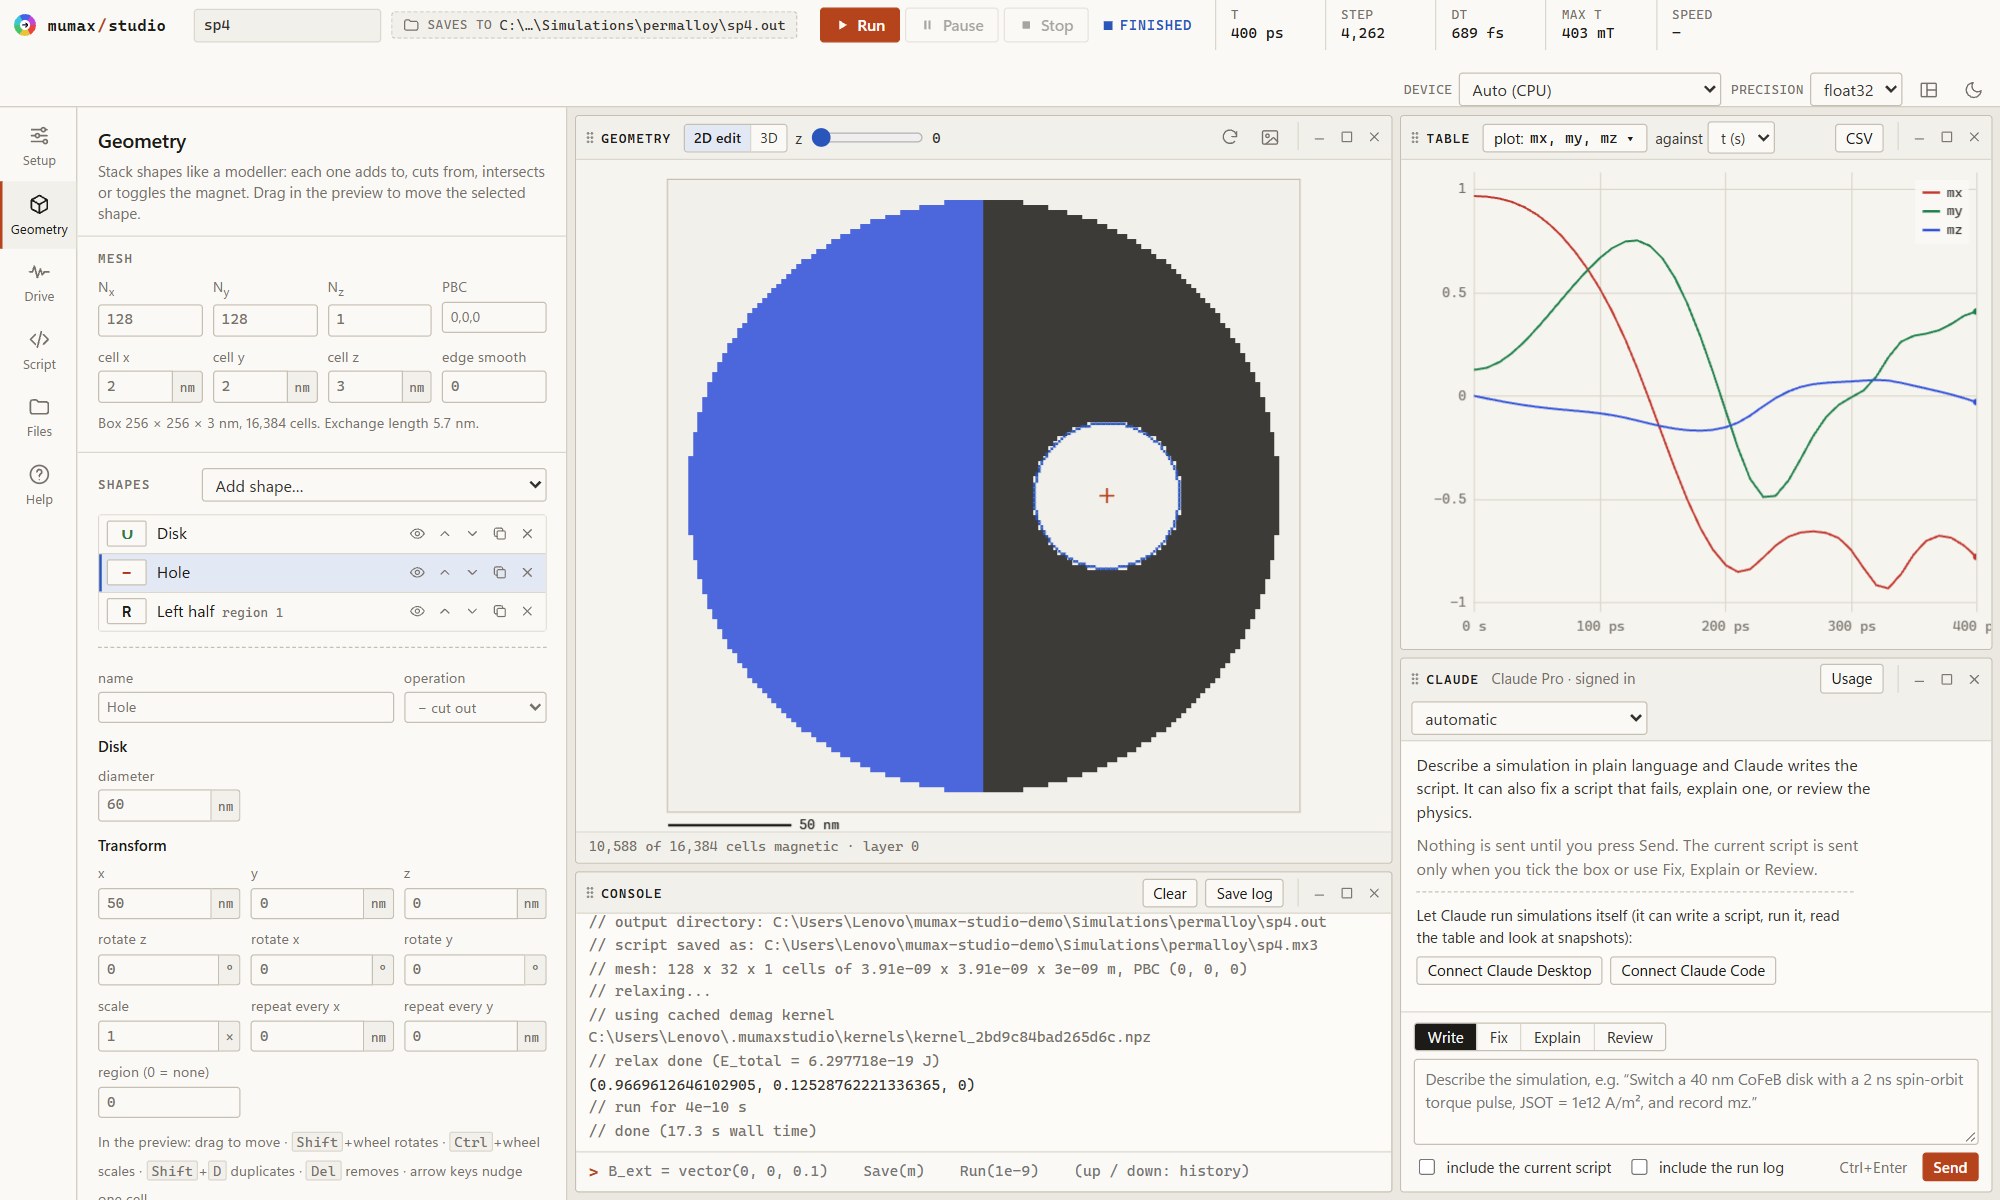 mumax/studio
sp4
SAVES TO C:\…\Simulations\permalloy\sp4.out
Run
Pause
Stop
FINISHED
T
400 ps
STEP
4,262
DT
689 fs
MAX T
403 mT
SPEED
–
DEVICE
Auto (CPU)
PRECISION
float32
Setup
Geometry
Drive
Script
Files
Help
Geometry
Stack shapes like a modeller: each one adds to, cuts from, intersects
or toggles the magnet. Drag in the preview to move the selected
shape.
MESH
Nx Ny Nz PBC
128 128 1 0,0,0
cell x cell y cell z edge smooth
2 nm 2 nm 3 nm 0
Box 256 × 256 × 3 nm, 16,384 cells. Exchange length 5.7 nm.
SHAPES
Add shape...
∪ Disk
− Hole
R Left half region 1
name operation
Hole − cut out
Disk
diameter
60 nm
Transform
x y z
50 nm 0 nm 0 nm
rotate z rotate x rotate y
0 ° 0 ° 0 °
scale repeat every x repeat every y
1 × 0 nm 0 nm
region (0 = none)
0
In the preview: drag to move · Shift+wheel rotates · Ctrl+wheel
scales · Shift+D duplicates · Del removes · arrow keys nudge
one cell
GEOMETRY
2D edit
3D
z
0
50 nm
10,588 of 16,384 cells magnetic · layer 0
CONSOLE
Clear
Save log
// output directory: C:\Users\Lenovo\mumax-studio-demo\Simulations\permalloy\sp4.out
// script saved as: C:\Users\Lenovo\mumax-studio-demo\Simulations\permalloy\sp4.mx3
// mesh: 128 x 32 x 1 cells of 3.91e-09 x 3.91e-09 x 3e-09 m, PBC (0, 0, 0)
// relaxing...
// using cached demag kernel
C:\Users\Lenovo\.mumaxstudio\kernels\kernel_2bd9c84bad265d6c.npz
// relax done (E_total = 6.297718e-19 J)
(0.9669612646102905, 0.12528762221336365, 0)
// run for 4e-10 s
// done (17.3 s wall time)
> B_ext = vector(0, 0, 0.1) Save(m) Run(1e-9) (up / down: history)
TABLE
plot: mx, my, mz
against
t (s)
CSV
mx
my
mz
1
0.5
0
−0.5
−1
0 s
100 ps
200 ps
300 ps
400 p
CLAUDE
Claude Pro · signed in
Usage
automatic
Describe a simulation in plain language and Claude writes the
script. It can also fix a script that fails, explain one, or review the
physics.
Nothing is sent until you press Send. The current script is sent
only when you tick the box or use Fix, Explain or Review.
Let Claude run simulations itself (it can write a script, run it, read
the table and look at snapshots):
Connect Claude Desktop
Connect Claude Code
Write
Fix
Explain
Review
Describe the simulation, e.g. "Switch a 40 nm CoFeB disk with a 2 ns spin-orbit
torque pulse, JSOT = 1e12 A/m², and record mz."
include the current script
include the run log
Ctrl+Enter
Send